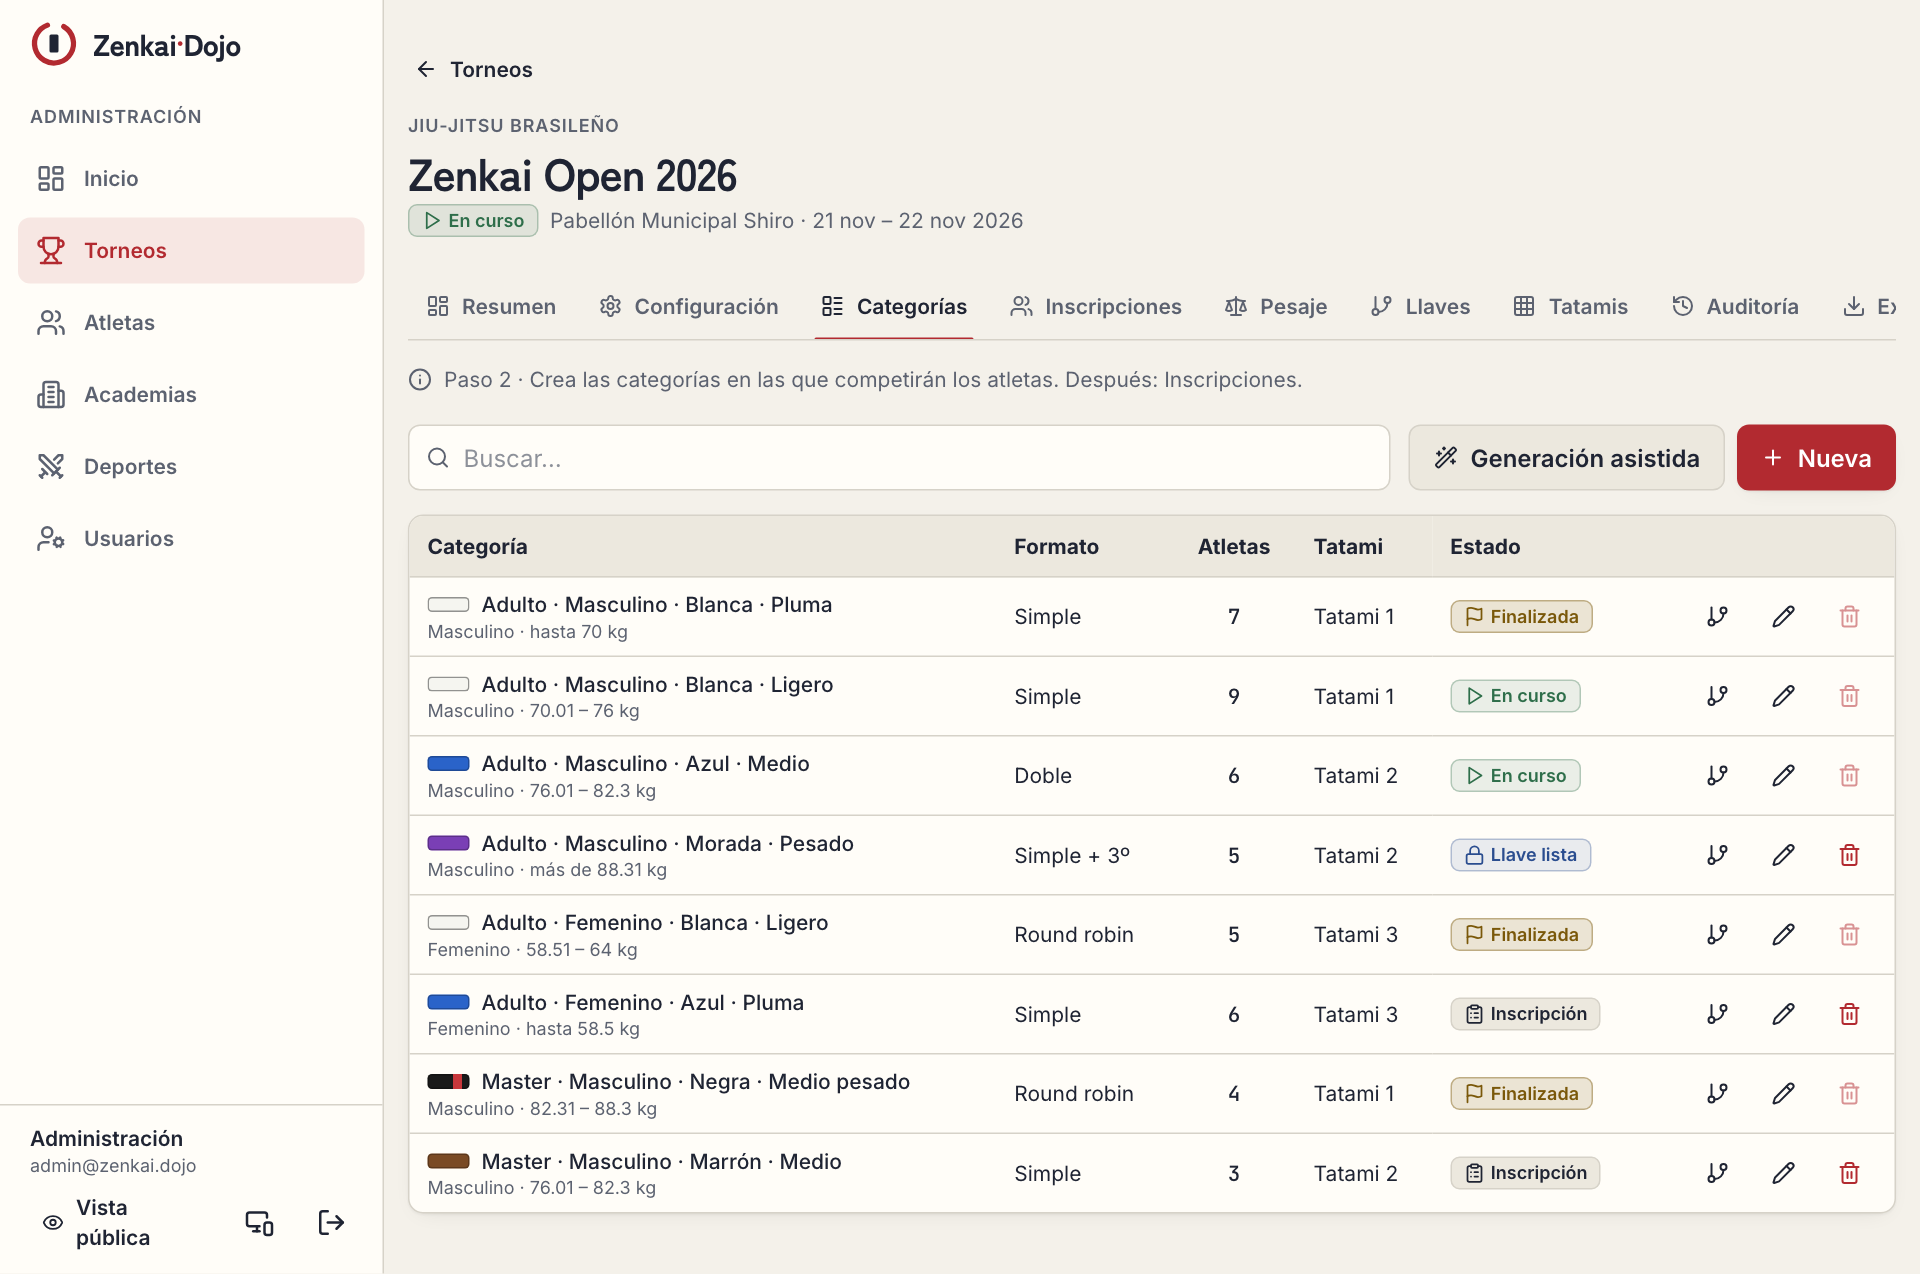 Zenkai·Dojo
ADMINISTRACIÓN
Inicio
Torneos
Atletas
Academias
Deportes
Usuarios
Administración
admin@zenkai.dojo
Vista
pública
Torneos
JIU-JITSU BRASILEÑO
Zenkai Open 2026
En curso Pabellón Municipal Shiro · 21 nov – 22 nov 2026
Resumen Configuración Categorías Inscripciones Pesaje Llaves Tatamis Auditoría
Paso 2 · Crea las categorías en las que competirán los atletas. Después: Inscripciones.
Buscar... Generación asistida + Nueva
Categoría Formato Atletas Tatami Estado
Adulto · Masculino · Blanca · Pluma
Masculino · hasta 70 kg
Simple 7 Tatami 1 Finalizada
Adulto · Masculino · Blanca · Ligero
Masculino · 70.01 – 76 kg
Simple 9 Tatami 1 En curso
Adulto · Masculino · Azul · Medio
Masculino · 76.01 – 82.3 kg
Doble 6 Tatami 2 En curso
Adulto · Masculino · Morada · Pesado
Masculino · más de 88.31 kg
Simple + 3º 5 Tatami 2 Llave lista
Adulto · Femenino · Blanca · Ligero
Femenino · 58.51 – 64 kg
Round robin 5 Tatami 3 Finalizada
Adulto · Femenino · Azul · Pluma
Femenino · hasta 58.5 kg
Simple 6 Tatami 3 Inscripción
Master · Masculino · Negra · Medio pesado
Masculino · 82.31 – 88.3 kg
Round robin 4 Tatami 1 Finalizada
Master · Masculino · Marrón · Medio
Masculino · 76.01 – 82.3 kg
Simple 3 Tatami 2 Inscripción